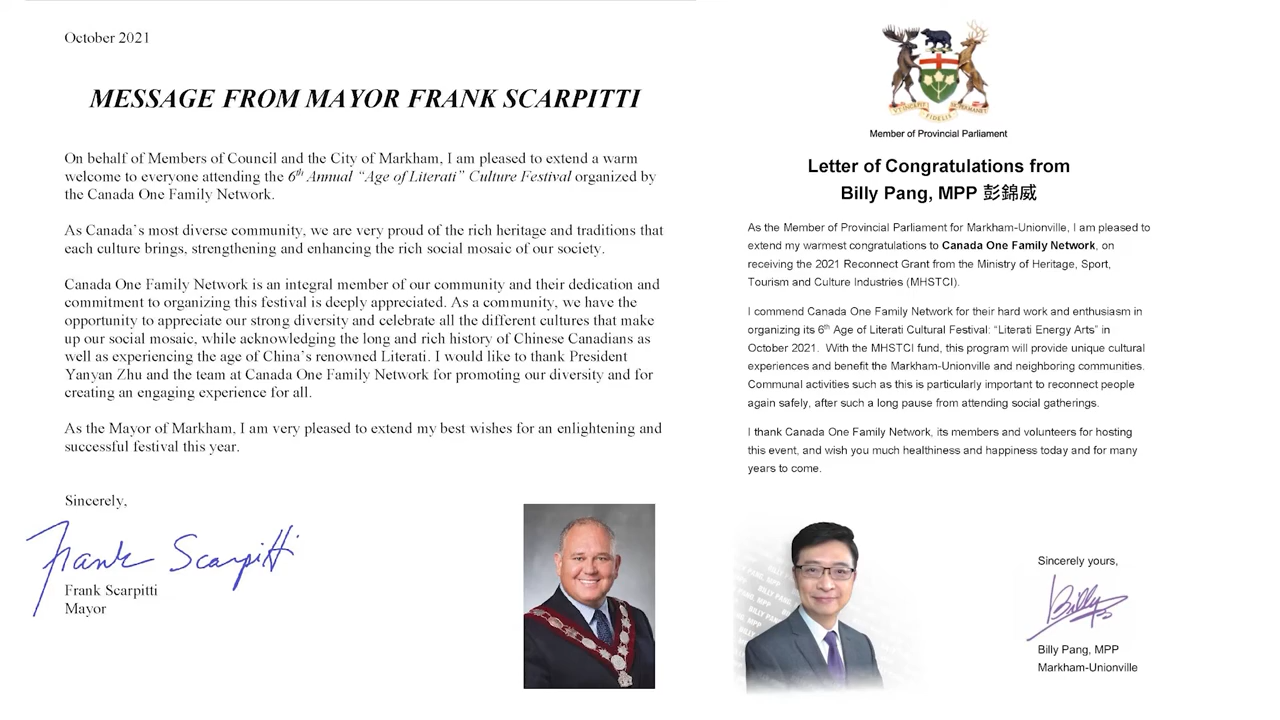 October 2021
MESSAGE FROM MAYOR FRANK SCARPITTI
On behalf of Members of Council and the City of Markham, I am pleased to extend a warm
welcome to everyone attending the 6th Annual “Age of Literati” Culture Festival organized by
the Canada One Family Network.
As Canada’s most diverse community, we are very proud of the rich heritage and traditions that
each culture brings, strengthening and enhancing the rich social mosaic of our society.
Canada One Family Network is an integral member of our community and their dedication and
commitment to organizing this festival is deeply appreciated. As a community, we have the
opportunity to appreciate our strong diversity and celebrate all the different cultures that make
up our social mosaic, while acknowledging the long and rich history of Chinese Canadians as
well as experiencing the age of China’s renowned Literati. I would like to thank President
Yanyan Zhu and the team at Canada One Family Network for promoting our diversity and for
creating an engaging experience for all.
As the Mayor of Markham, I am very pleased to extend my best wishes for an enlightening and
successful festival this year.
Sincerely,
Frank Scarpitti
Frank Scarpitti
Mayor
Member of Provincial Parliament
Letter of Congratulations from
Billy Pang, MPP 彭錦威
As the Member of Provincial Parliament for Markham-Unionville, I am pleased to
extend my warmest congratulations to Canada One Family Network, on
receiving the 2021 Reconnect Grant from the Ministry of Heritage, Sport,
Tourism and Culture Industries (MHSTCI).
I commend Canada One Family Network for their hard work and enthusiasm in
organizing its 6th Age of Literati Cultural Festival: “Literati Energy Arts” in
October 2021. With the MHSTCI fund, this program will provide unique cultural
experiences and benefit the Markham-Unionville and neighboring communities.
Communal activities such as this is particularly important to reconnect people
again safely, after such a long pause from attending social gatherings.
I thank Canada One Family Network, its members and volunteers for hosting
this event, and wish you much healthiness and happiness today and for many
years to come.
BILLY PANG, MPP
Sincerely yours,
Billy
Billy Pang, MPP
Markham-Unionville